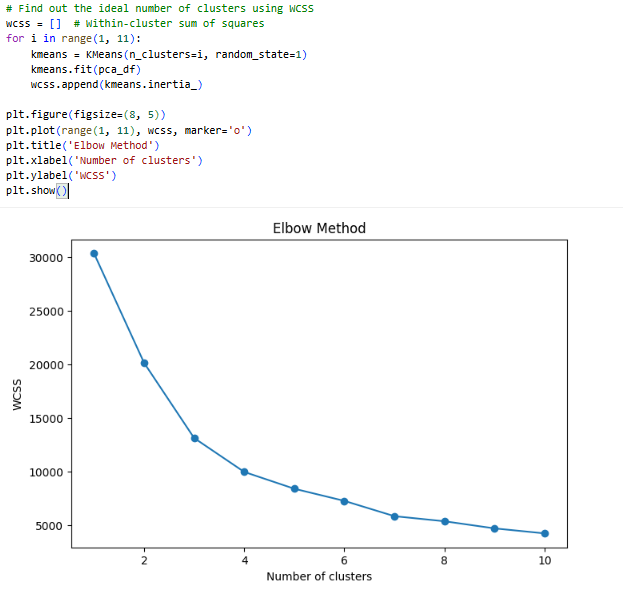 # Find out the ideal number of clusters using WCSS
wcss = []  # Within-cluster sum of squares
for i in range(1, 11):
    kmeans = KMeans(n_clusters=i, random_state=1)
    kmeans.fit(pca_df)
    wcss.append(kmeans.inertia_)

plt.figure(figsize=(8, 5))
plt.plot(range(1, 11), wcss, marker='o')
plt.title('Elbow Method')
plt.xlabel('Number of clusters')
plt.ylabel('WCSS')
plt.show()
Elbow Method
30000
25000
20000
15000
10000
5000
WCSS
2 4 6 8 10
Number of clusters